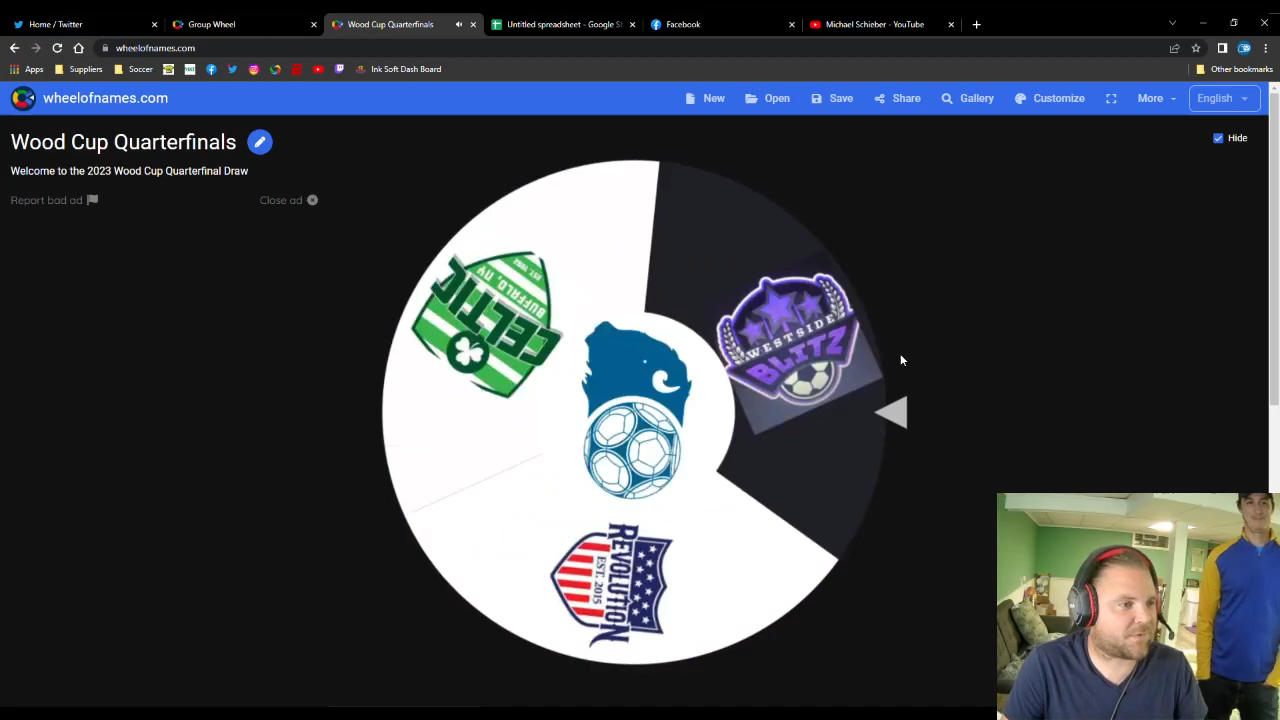 Home / Twitter
Group Wheel
Wood Cup Quarterfinals
Untitled spreadsheet - Google Sh
Facebook
Michael Schieber - YouTube
wheelofnames.com
Apps
Suppliers
Soccer
Ink Soft Dash Board
Other bookmarks
wheelofnames.com
New
Open
Save
Share
Gallery
Customize
More
English
Wood Cup Quarterfinals
Hide
Welcome to the 2023 Wood Cup Quarterfinal Draw
Report bad ad
Close ad
EST. 1992
BUFFALO, NY
CELTIC
WESTSIDE
BLITZ
REVOLUTION
EST. 2015